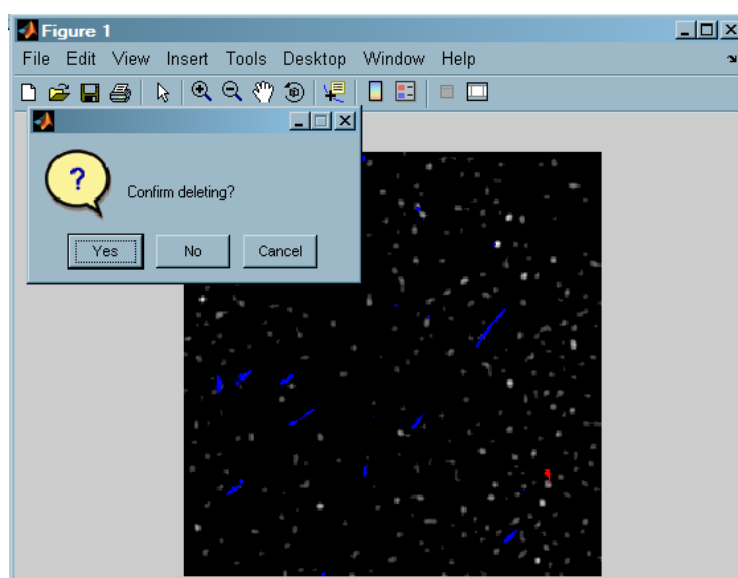 Figure 1
File Edit View Insert Tools Desktop Window Help
?
Confirm deleting?
Yes No Cancel